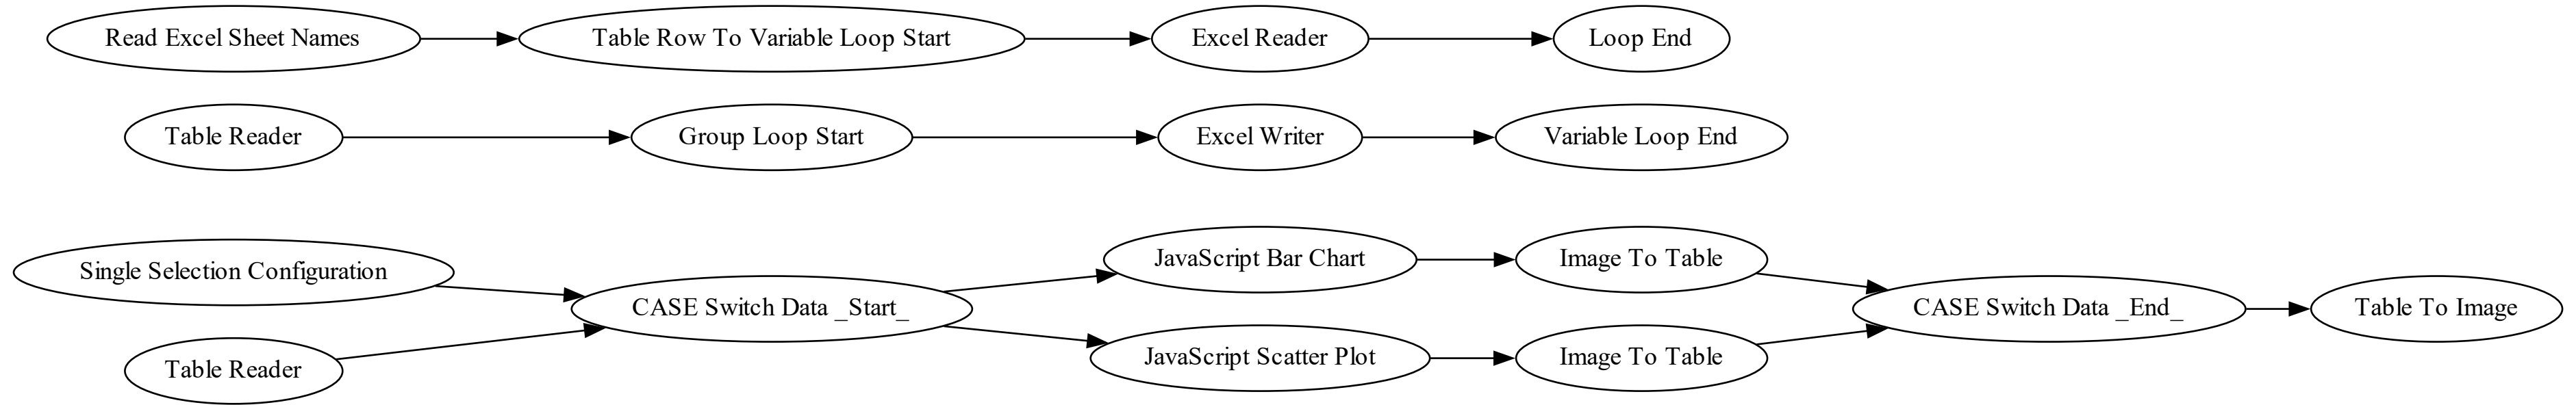 Read Excel Sheet Names
Table Row To Variable Loop Start
Excel Reader
Loop End
Table Reader
Group Loop Start
Excel Writer
Variable Loop End
Single Selection Configuration
Table Reader
CASE Switch Data _Start_
JavaScript Bar Chart
Image To Table
JavaScript Scatter Plot
Image To Table
CASE Switch Data _End_
Table To Image